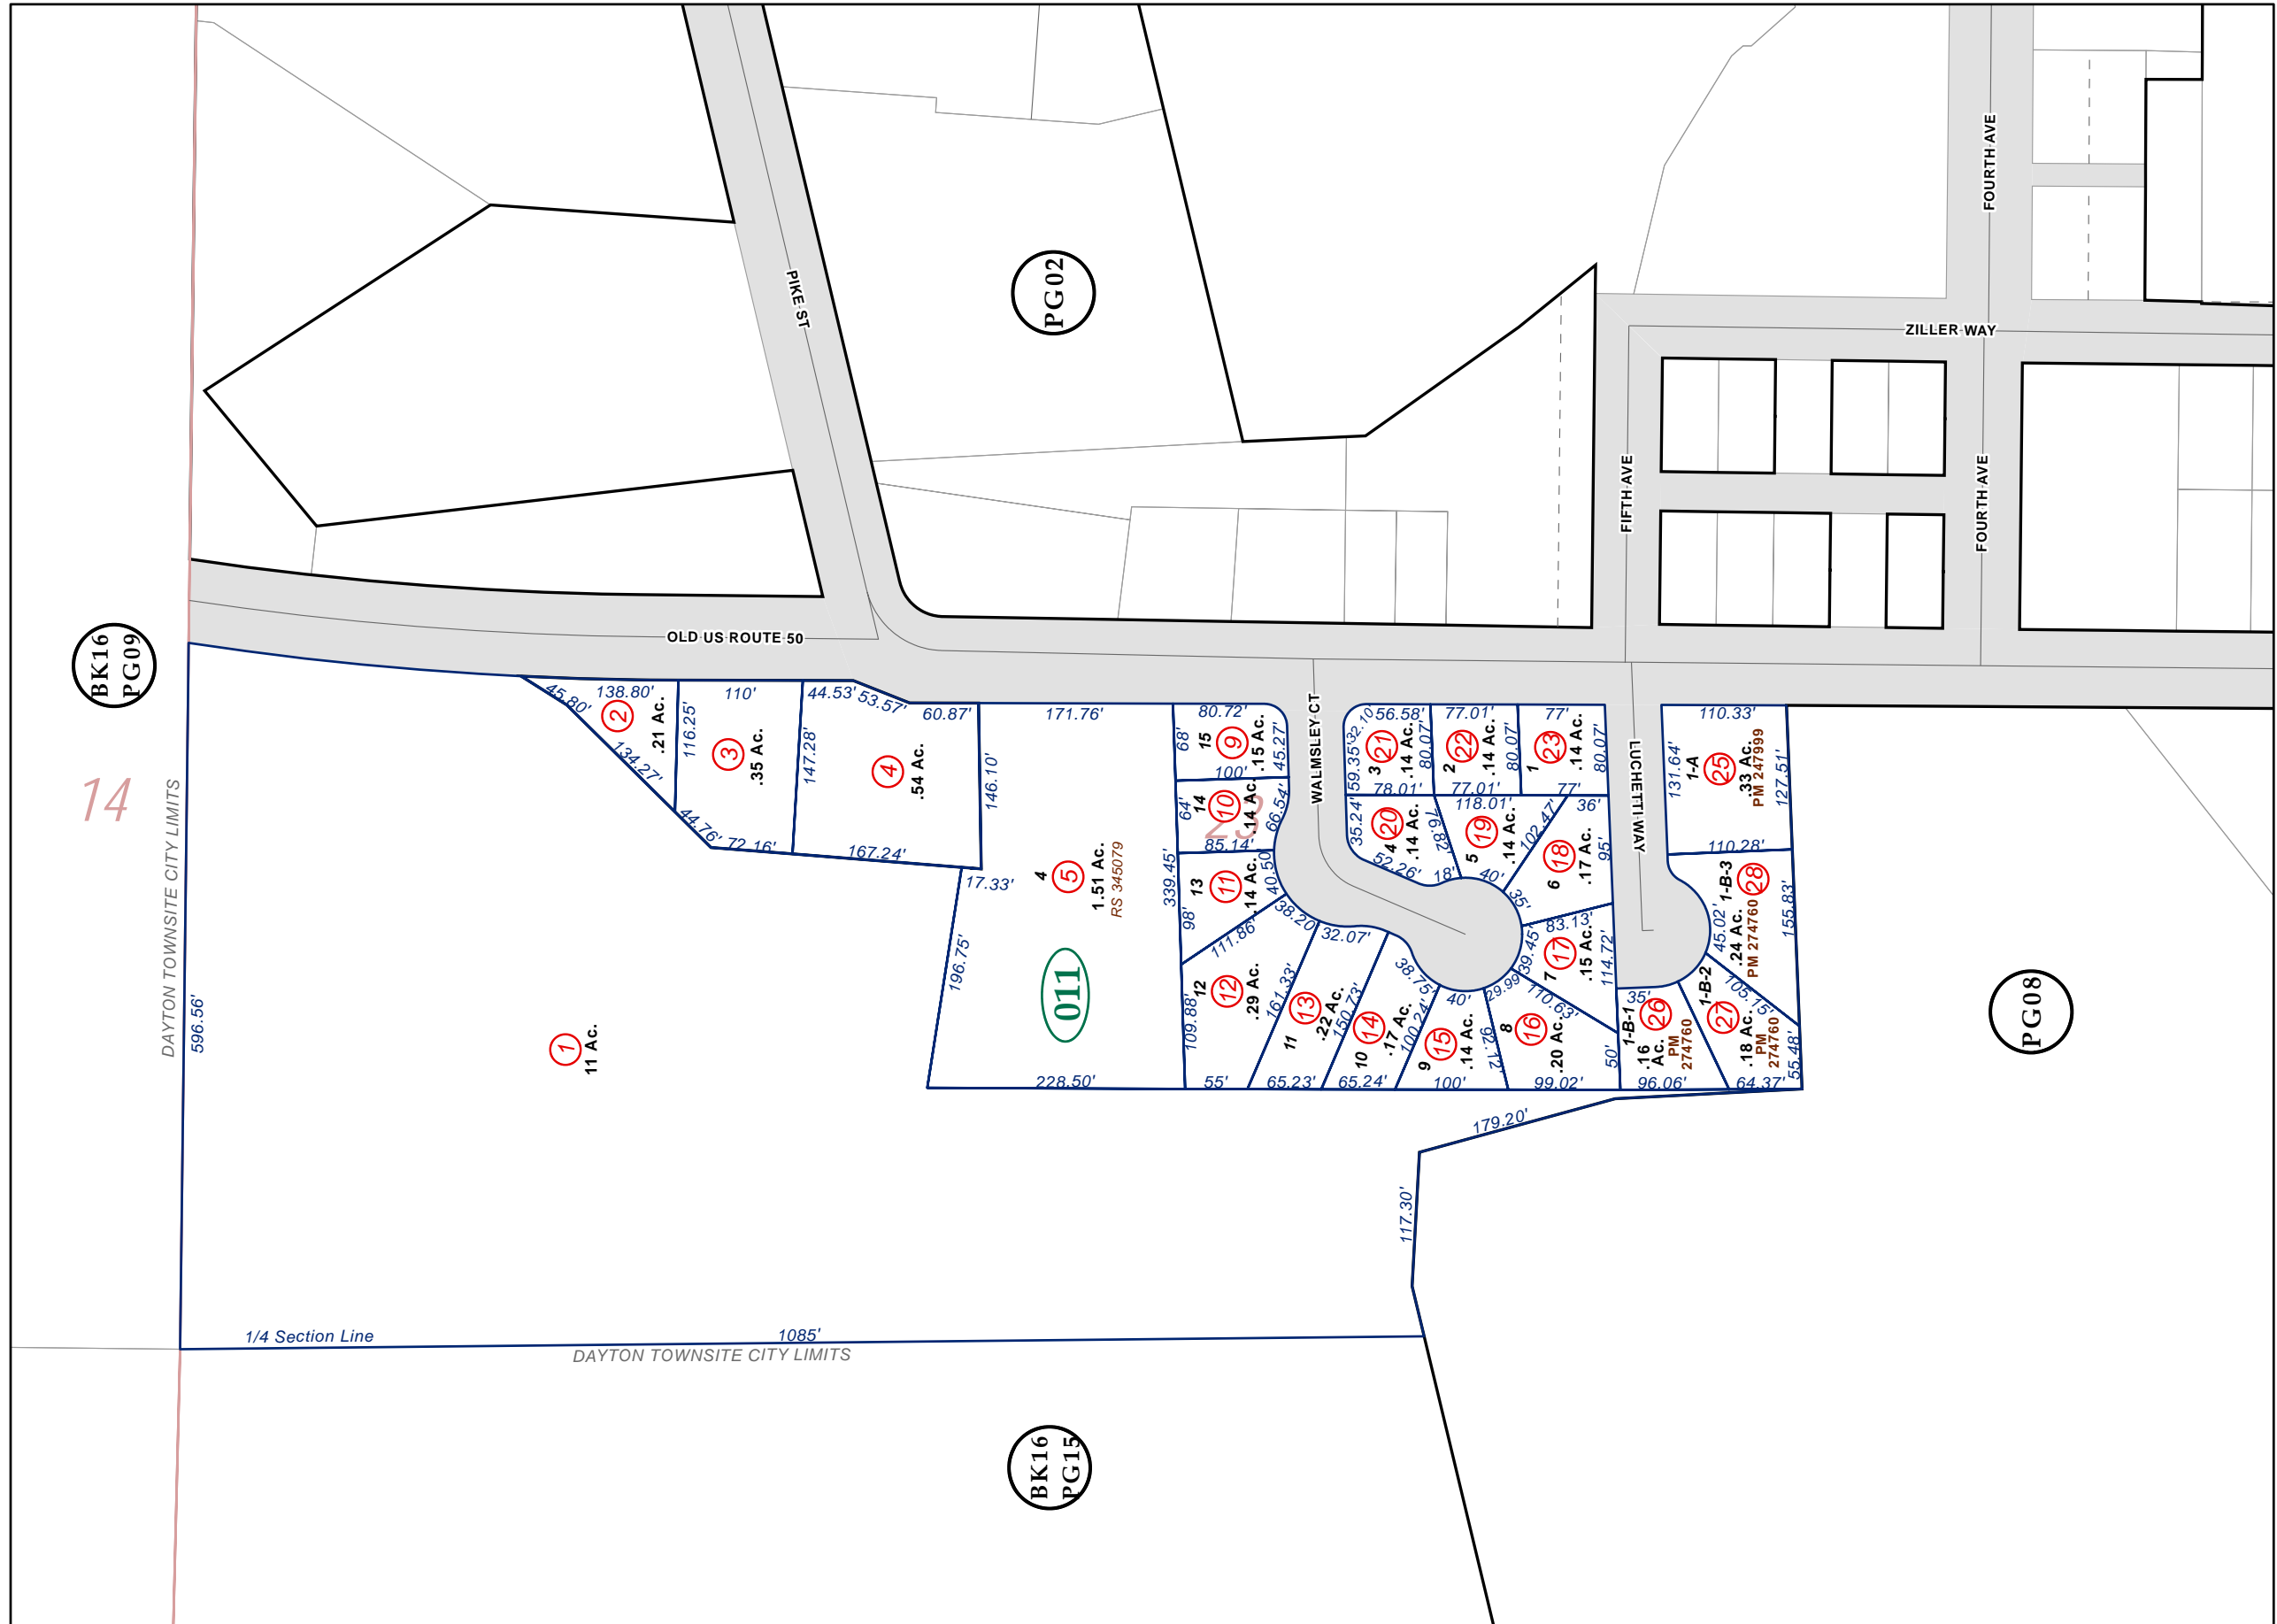 PIKE ST
PG02
FOURTH AVE
ZILLER WAY
FIFTH AVE
FOURTH AVE
OLD US ROUTE 50
BK16
PG09
14
DAYTON TOWNSITE CITY LIMITS
596.56'
1
11 Ac.
45.80'
138.80'
2
.21 Ac.
134.27'
116.25'
110'
3
.35 Ac.
44.76'
72.16'
147.28'
44.53'
53.57'
60.87'
4
.54 Ac.
167.24'
146.10'
17.33'
171.76'
4
5
1.51 Ac.
RS 345079
339.45'
196.75'
011
228.50'
80.72'
68'
15
9
.15 Ac.
45.27'
100'
64'
14
10
.14 Ac.
66.54'
23
85.14'
98'
13
11
.14 Ac.
40.50'
111.86'
38.20'
109.88'
12
12
.29 Ac.
55'
161.33'
32.07'
11
13
.22 Ac.
65.23'
150.73'
10
14
.17 Ac.
65.24'
38.75'
100.24'
9
15
.14 Ac.
40'
100'
92.12'
29.99'
8
16
.20 Ac.
110.63'
50'
99.02'
WALMSLEY CT
32.10'
56.58'
59.35'
3
21
.14 Ac.
80.07'
78.01'
77.01'
2
22
.14 Ac.
80.07'
77.01'
77'
1
23
.14 Ac.
80.07'
77'
35.24'
4
20
.14 Ac.
76.82'
52.26'
18'
118.01'
5
19
.14 Ac.
102.47'
40'
36'
6
18
.17 Ac.
95'
35'
83.13'
39.45'
7
17
.15 Ac.
114.72'
LUCHETTI WAY
110.33'
131.64'
1-A
25
.33 Ac.
PM 247999
127.51'
110.28'
1-B-3
28
45.02'
.24 Ac.
PM 274760
155.83'
35'
1-B-1
26
.16
Ac.
PM
274760
96.06'
1-B-2
27
105.15'
.18 Ac.
PM
274760
55.48'
64.37'
179.20'
117.30'
PG08
1/4 Section Line
1085'
DAYTON TOWNSITE CITY LIMITS
BK16
PG15